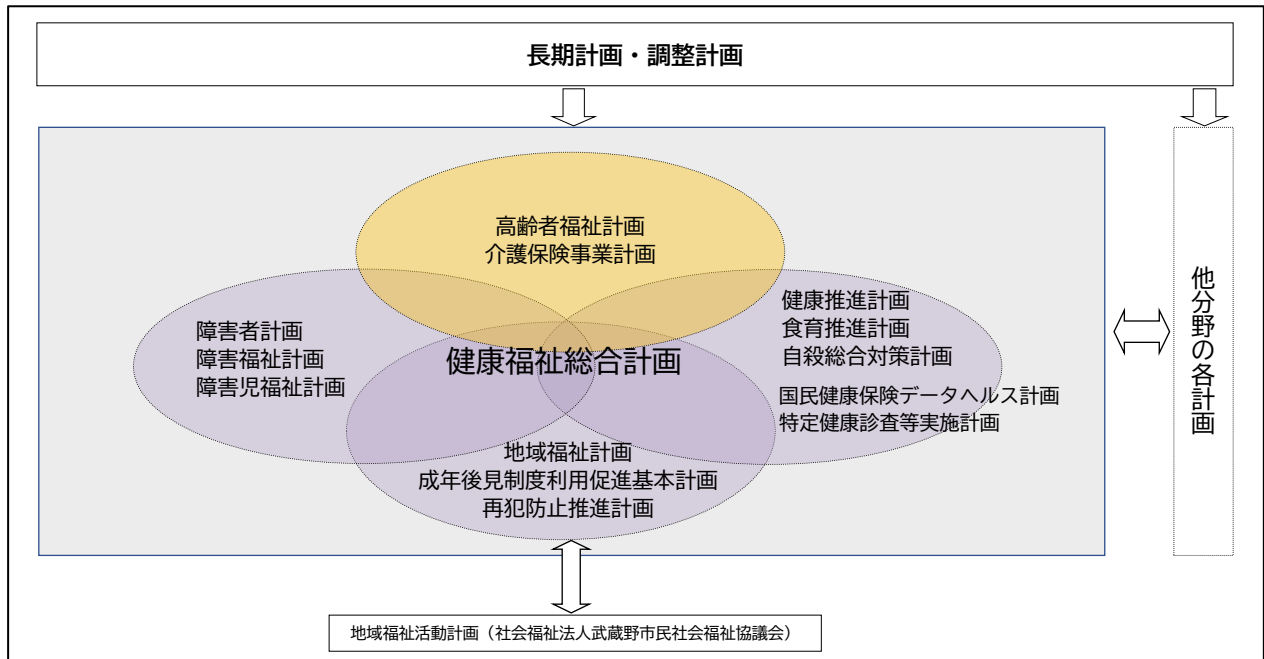 長期計画・調整計画
高齢者福祉計画
介護保険事業計画
障害者計画
障害福祉計画
障害児福祉計画
健康福祉総合計画
健康推進計画
食育推進計画
自殺総合対策計画
国民健康保険データヘルス計画
特定健康診査等実施計画
地域福祉計画
成年後見制度利用促進基本計画
再犯防止推進計画
他分野の各計画
地域福祉活動計画（社会福祉法人武蔵野市民社会福祉協議会）